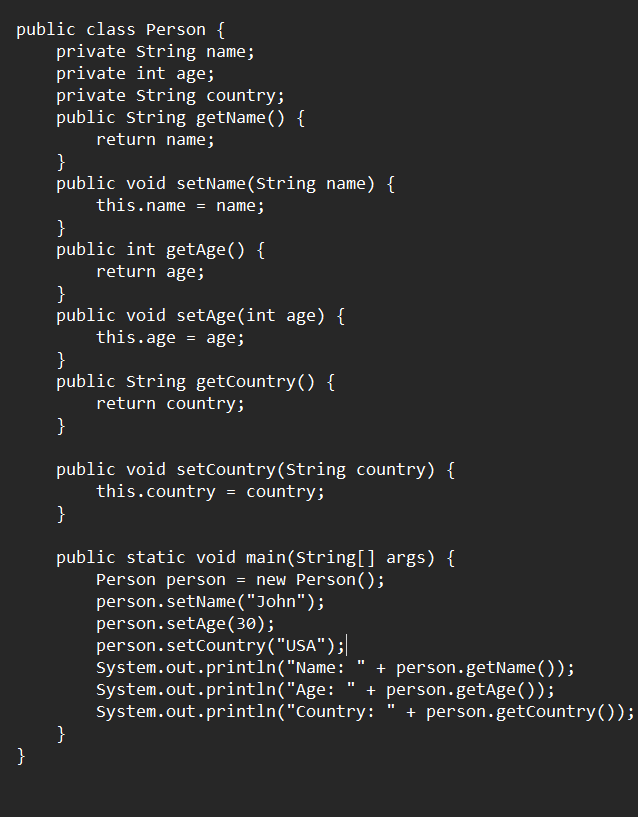 public class Person {
    private String name;
    private int age;
    private String country;
    public String getName() {
        return name;
    }
    public void setName(String name) {
        this.name = name;
    }
    public int getAge() {
        return age;
    }
    public void setAge(int age) {
        this.age = age;
    }
    public String getCountry() {
        return country;
    }

    public void setCountry(String country) {
        this.country = country;
    }

    public static void main(String[] args) {
        Person person = new Person();
        person.setName("John");
        person.setAge(30);
        person.setCountry("USA");
        System.out.println("Name: " + person.getName());
        System.out.println("Age: " + person.getAge());
        System.out.println("Country: " + person.getCountry());
    }
}